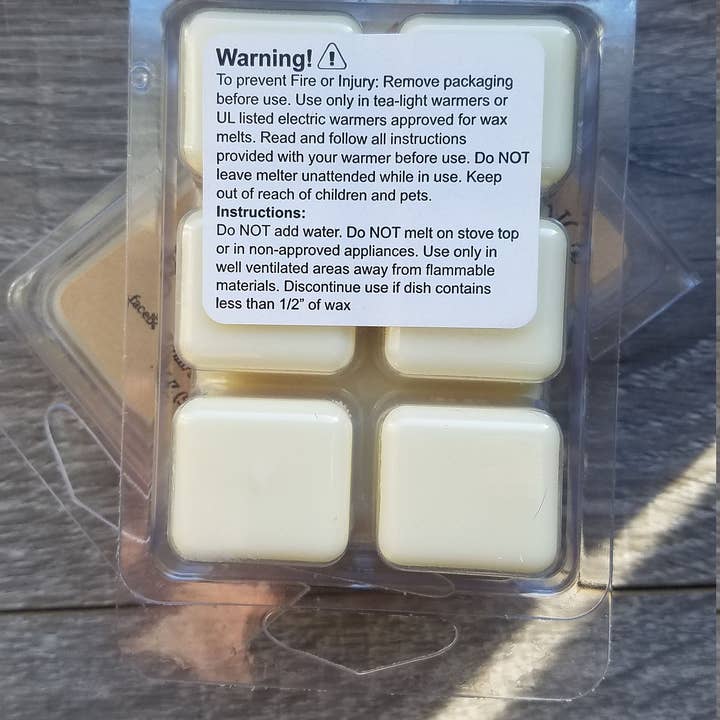 Warning!
To prevent Fire or Injury: Remove packaging
before use. Use only in tea-light warmers or
UL listed electric warmers approved for wax
melts. Read and follow all instructions
provided with your warmer before use. Do NOT
leave melter unattended while in use. Keep
out of reach of children and pets.
Instructions:
Do NOT add water. Do NOT melt on stove top
or in non-approved appliances. Use only in
well ventilated areas away from flammable
materials. Discontinue use if dish contains
less than 1/2" of wax